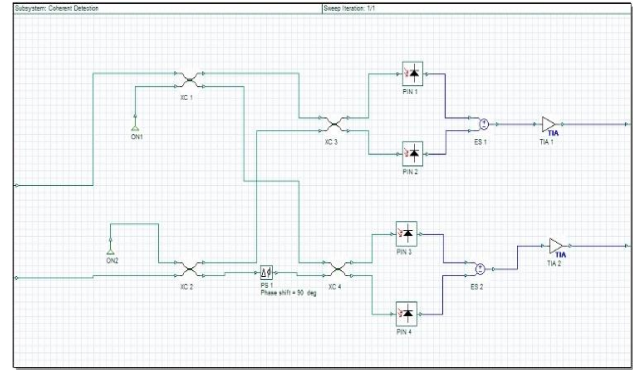 Subsystem: Coherent Detection
Sweep Iteration: 1/1
XC 1
ON1
PIN 1
XC 3
ES 1
TIA
TIA 1
PIN 2
ON2
XC 2
PS 1
Phase shift = 90 deg
XC 4
PIN 3
ES 2
TIA
TIA 2
PIN 4